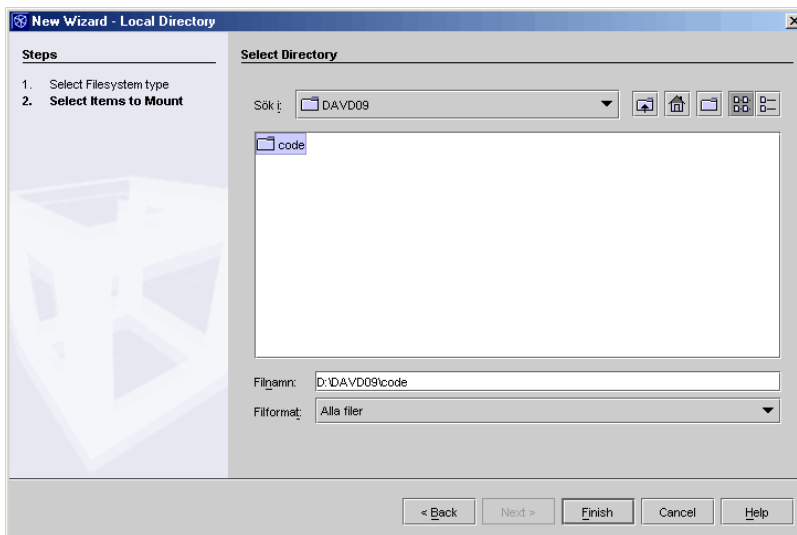 New Wizard - Local Directory
Steps
1. Select Filesystem type
2. Select Items to Mount
Select Directory
Sök i: DAVD09
code
Filnamn: D:\DAVD09\code
Filformat: Alla filer
< Back Next > Finish Cancel Help